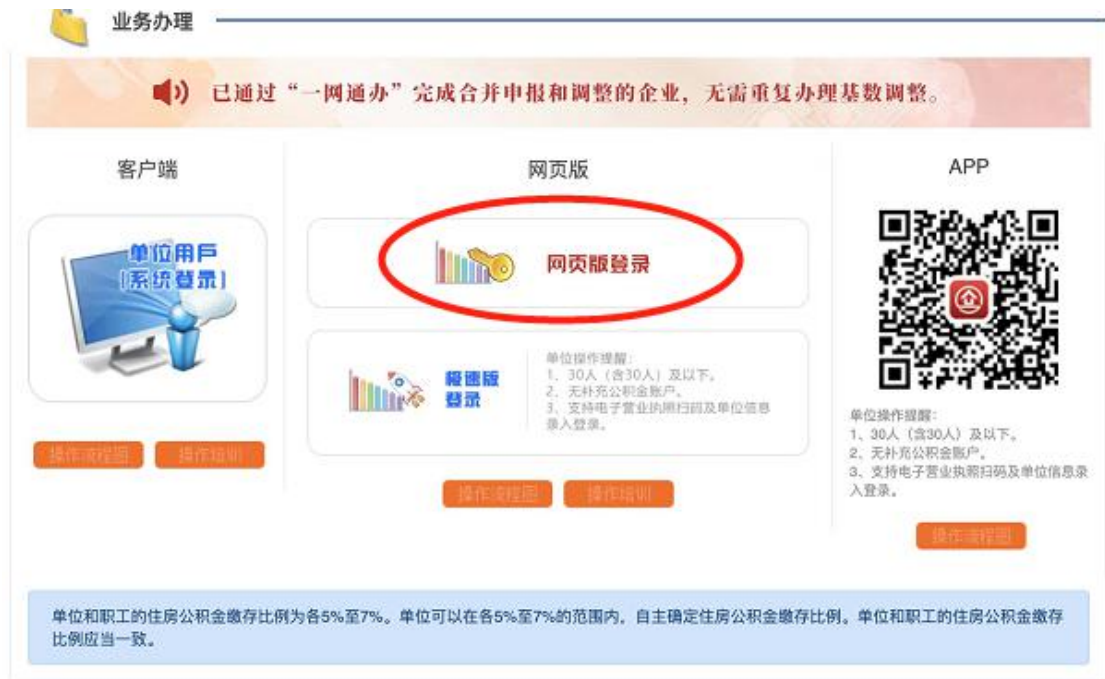 业务办理
已通过“一网通办”完成合并申报和调整的企业，无需重复办理基数调整。
客户端
单位用戶
[系统登录]
操作流程图
操作培训
网页版
网页版登录
极速版
登录
单位操作提醒：
1、30人（含30人）及以下。
2、无补充公积金账户。
3、支持电子营业执照扫码及单位信息
录入登录。
操作流程图
操作培训
APP
单位操作提醒：
1、30人（含30人）及以下。
2、无补充公积金账户。
3、支持电子营业执照扫码及单位信息录
入登录。
操作流程图
单位和职工的住房公积金缴存比例为各5%至7%。单位可以在各5%至7%的范围内，自主确定住房公积金缴存比例。单位和职工的住房公积金缴存
比例应当一致。